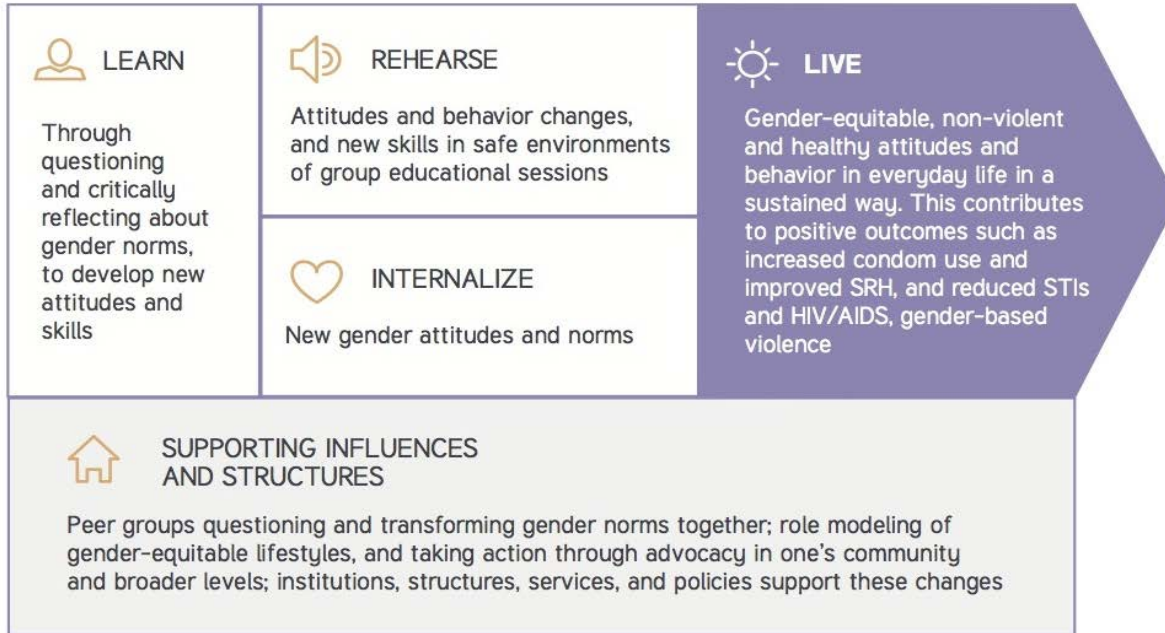 LEARN
Through
questioning
and critically
reflecting about
gender norms,
to develop new
attitudes and
skills
REHEARSE
Attitudes and behavior changes,
and new skills in safe environments
of group educational sessions
INTERNALIZE
New gender attitudes and norms
LIVE
Gender-equitable, non-violent
and healthy attitudes and
behavior in everyday life in a
sustained way. This contributes
to positive outcomes such as
increased condom use and
improved SRH, and reduced STIs
and HIV/AIDS, gender-based
violence
SUPPORTING INFLUENCES
AND STRUCTURES
Peer groups questioning and transforming gender norms together; role modeling of
gender-equitable lifestyles, and taking action through advocacy in one's community
and broader levels; institutions, structures, services, and policies support these changes